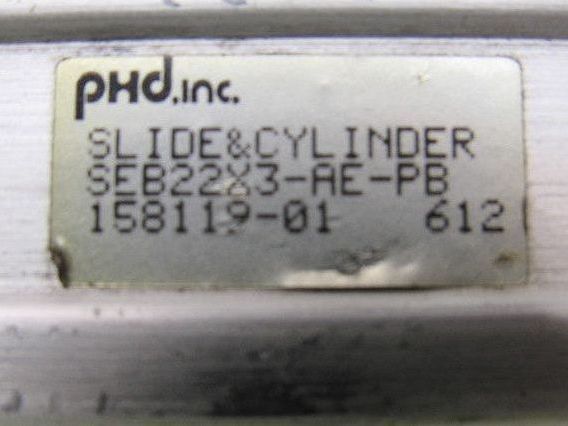 PHD,INC.
SLIDE&CYLINDER
SEB22X3-AE-PB
158119-01 612